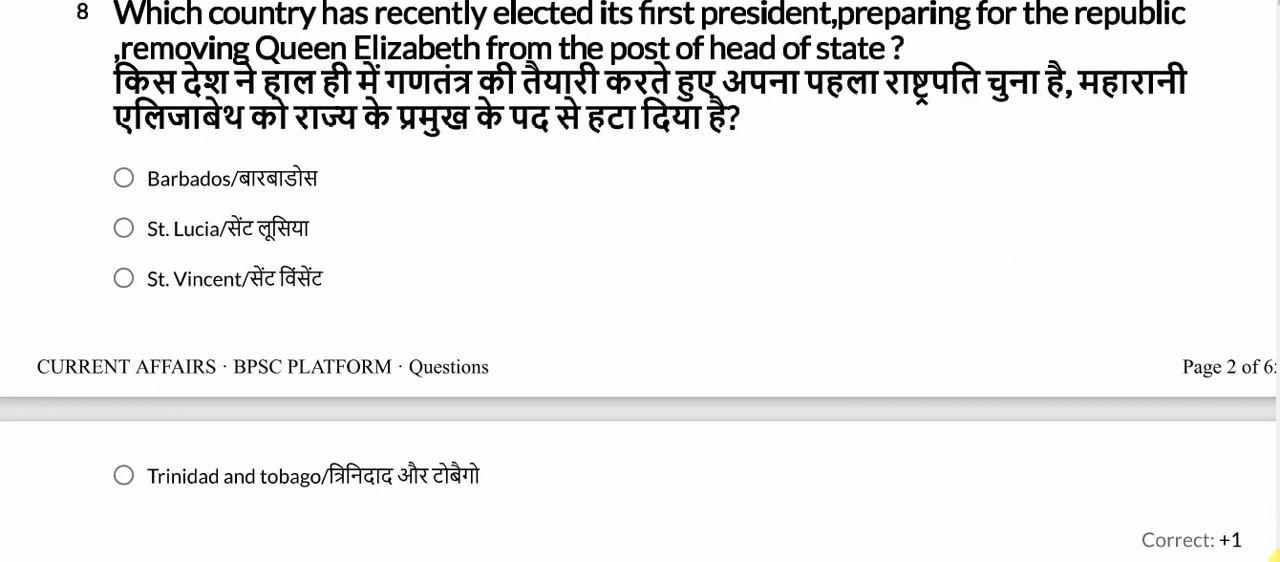 8 Which country has recently elected its first president,preparing for the republic
,removing Queen Elizabeth from the post of head of state ?
किस देश ने हाल ही में गणतंत्र की तैयारी करते हुए अपना पहला राष्ट्रपति चुना है, महारानी
एलिजाबेथ को राज्य के प्रमुख के पद से हटा दिया है?
Barbados/बारबाडोस
St. Lucia/सेंट लूसिया
St. Vincent/सेंट विंसेंट
CURRENT AFFAIRS · BPSC PLATFORM · Questions
Page 2 of 6
Trinidad and tobago/त्रिनिदाद और टोबैगो
Correct: +1